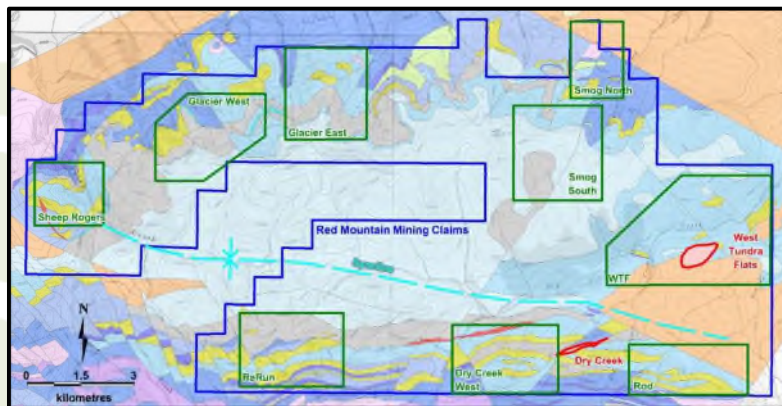 Smog North
Glacier West
Glacier East
Smog
South
Sheep Rogers
Red Mountain Mining Claims
West
Tundra
Flats
WTF
Syncline
N
ReRun
Dry Creek
West
Dry Creek
Rod
0 1.5 3
kilometres